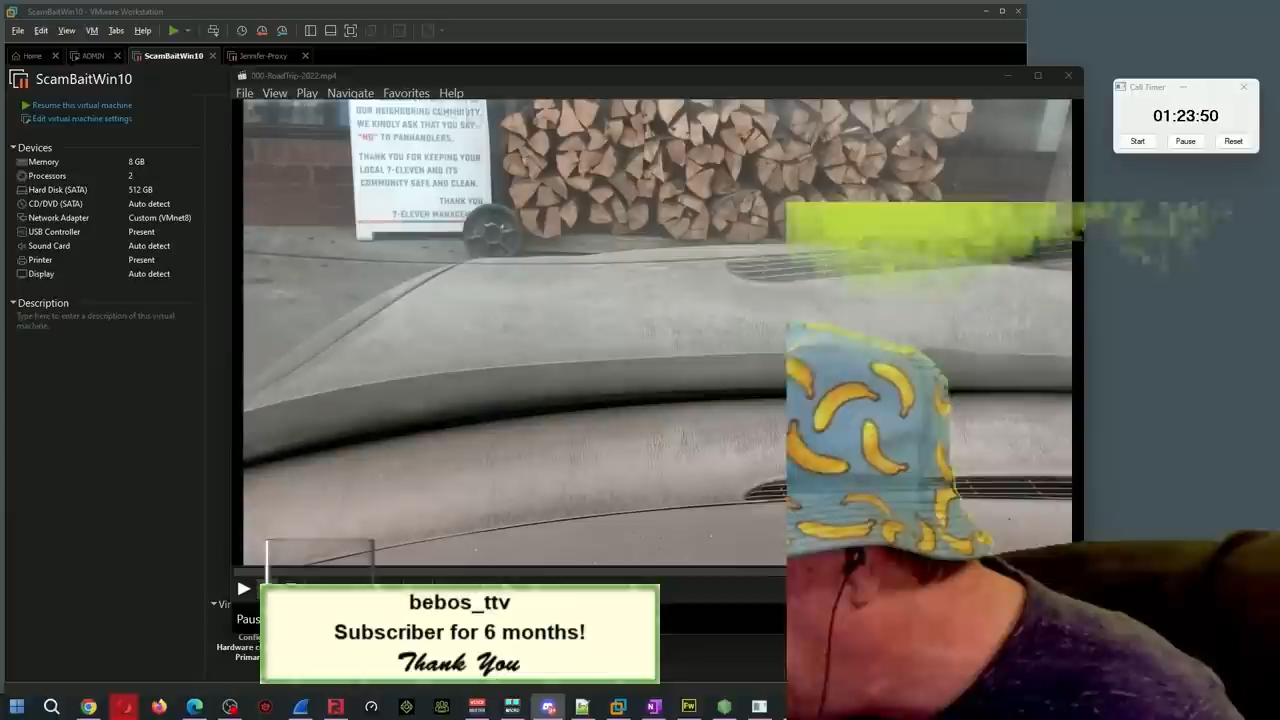 ScamBaitWin10 - VMware Workstation
File Edit View VM Tabs Help
Home ADMIN ScamBaitWin10 Jennifer-Proxy
ScamBaitWin10
Resume this virtual machine
Edit virtual machine settings
Devices
Memory 8 GB
Processors 2
Hard Disk (SATA) 512 GB
CD/DVD (SATA) Auto detect
Network Adapter Custom (VMnet8)
USB Controller Present
Sound Card Auto detect
Printer Present
Display Auto detect
Description
Type here to enter a description of this virtual
machine.
000-RoadTrip-2022.mp4
File View Play Navigate Favorites Help
OUR NEIGHBORING COMMUNITY,
WE KINDLY ASK THAT YOU SAY
"NO" TO PANHANDLERS.
THANK YOU FOR KEEPING YOUR
LOCAL 7-ELEVEN AND ITS
COMMUNITY SAFE AND CLEAN.
THANK YOU
7-ELEVEN MANAGEM
Call Timer
01:23:50
Start Pause Reset
Vir
Paus
Confi
Hardware c
Primar
bebos_ttv
Subscriber for 6 months!
Thank You